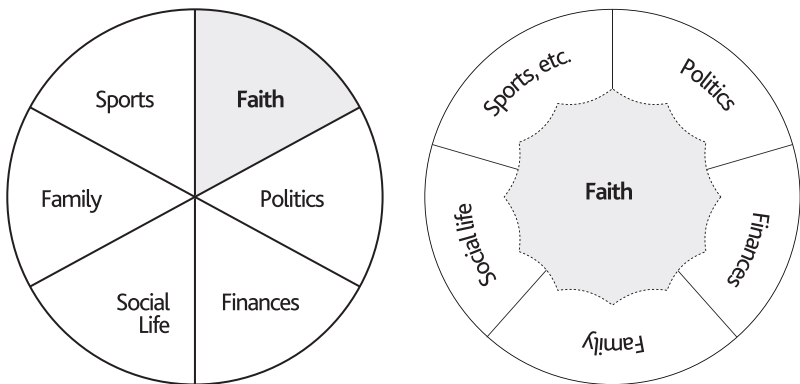 Sports
Faith
Family
Politics
Social
Life
Finances
Sports, etc.
Politics
Faith
Social life
Finances
Family